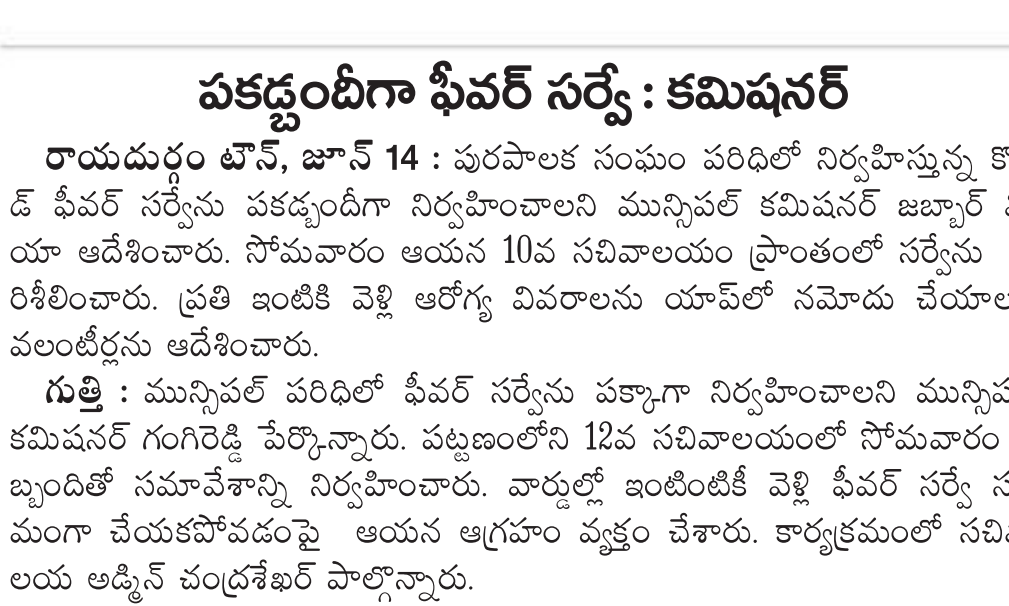 పకడ్బందీగా ఫీవర్ సర్వే : కమిషనర్
రాయదుర్గం టౌన్, జూన్ 14 : పురపాలక సంఘం పరిధిలో నిర్వహిస్తున్న
డ్ ఫీవర్ సర్వేను పకడ్బందీగా నిర్వహించాలని మున్సిపల్ కమిషనర్ జబ్బార్
యా ఆదేశించారు. సోమవారం ఆయన 10వ సచివాలయం ప్రాంతంలో సర్వేను
రిశీలించారు. ప్రతి ఇంటికి వెళ్లి ఆరోగ్య వివరాలను యాప్‌లో నమోదు చేయాల
వలంటీర్లను ఆదేశించారు.
గుత్తి : మున్సిపల్ పరిధిలో ఫీవర్ సర్వేను పక్కాగా నిర్వహించాలని మున్సిప
కమిషనర్ గంగిరెడ్డి పేర్కొన్నారు. పట్టణంలోని 12వ సచివాలయంలో సోమవారం
బ్బందితో సమావేశాన్ని నిర్వహించారు. వార్డుల్లో ఇంటింటికీ వెళ్లి ఫీవర్ సర్వే స
మంగా చేయకపోవడంపై ఆయన ఆగ్రహం వ్యక్తం చేశారు. కార్యక్రమంలో సచి
లయ అడ్మిన్ చంద్రశేఖర్ పాల్గొన్నారు.